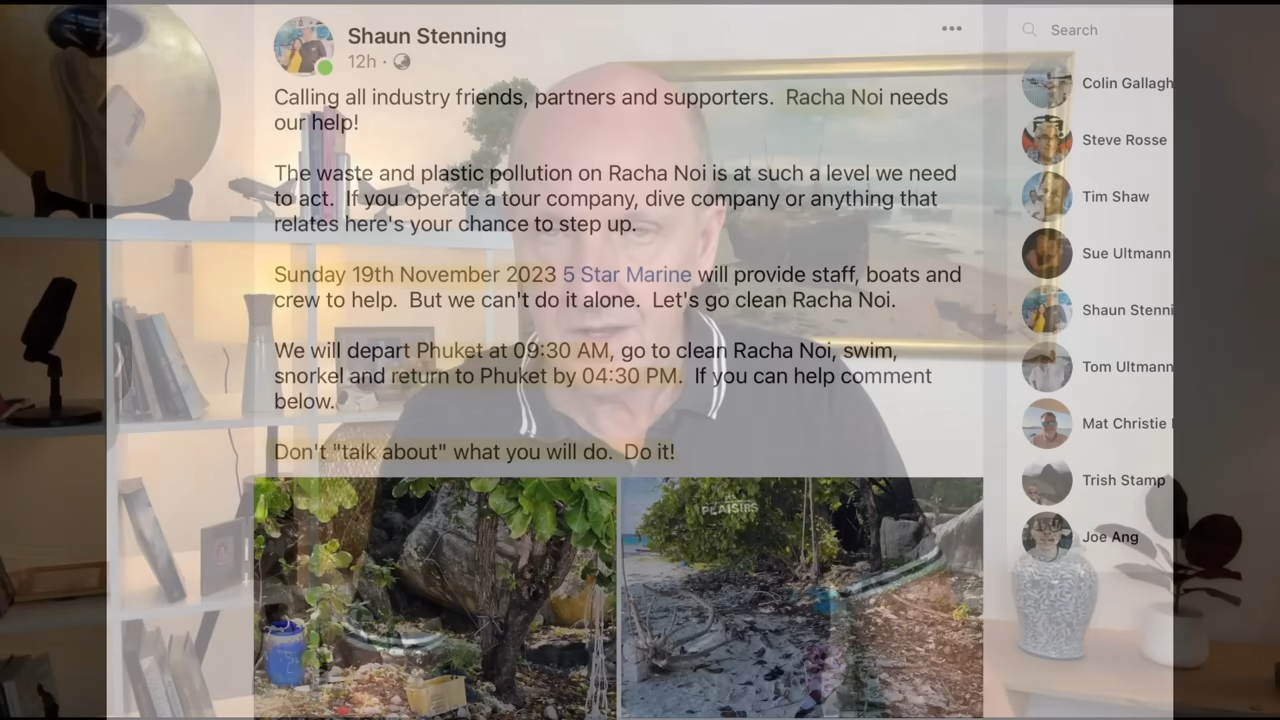 Shaun Stenning
12h
Calling all industry friends, partners and supporters. Racha Noi needs
our help!
The waste and plastic pollution on Racha Noi is at such a level we need
to act. If you operate a tour company, dive company or anything that
relates here's your chance to step up.
Sunday 19th November 2023 5 Star Marine will provide staff, boats and
crew to help. But we can't do it alone. Let's go clean Racha Noi.
We will depart Phuket at 09:30 AM, go to clean Racha Noi, swim,
snorkel and return to Phuket by 04:30 PM. If you can help comment
below.
Don't "talk about" what you will do. Do it!
PLAISIRS
Search
Colin Gallagh
Steve Rosse
Tim Shaw
Sue Ultmann
Shaun Stenni
Tom Ultmann
Mat Christie
Trish Stamp
Joe Ang